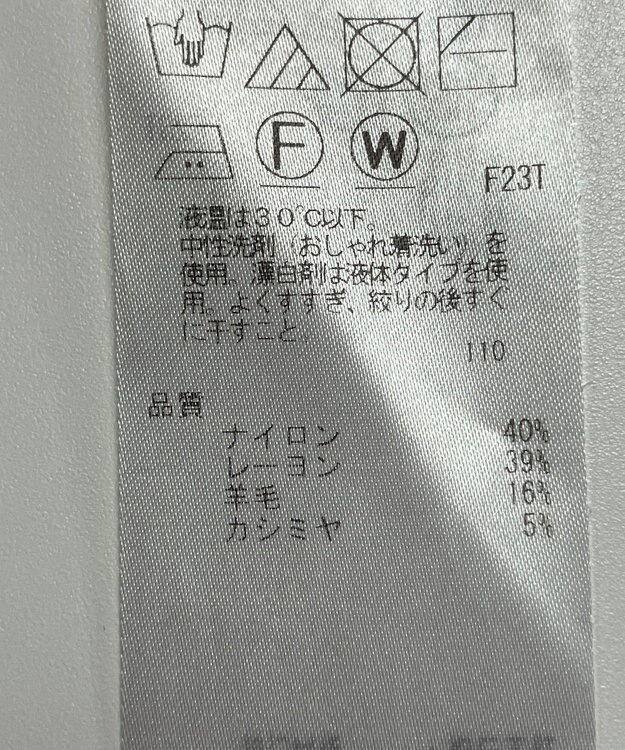 F W
F23T
液温は30℃以下。
中性洗剤（おしゃれ着洗い）を
使用。漂白剤は液体タイプを使
用。よくすすぎ、絞りの後すぐ
に干すこと。
110
品質
ナイロン 40%
レーヨン 39%
羊毛 16%
カシミヤ 5%